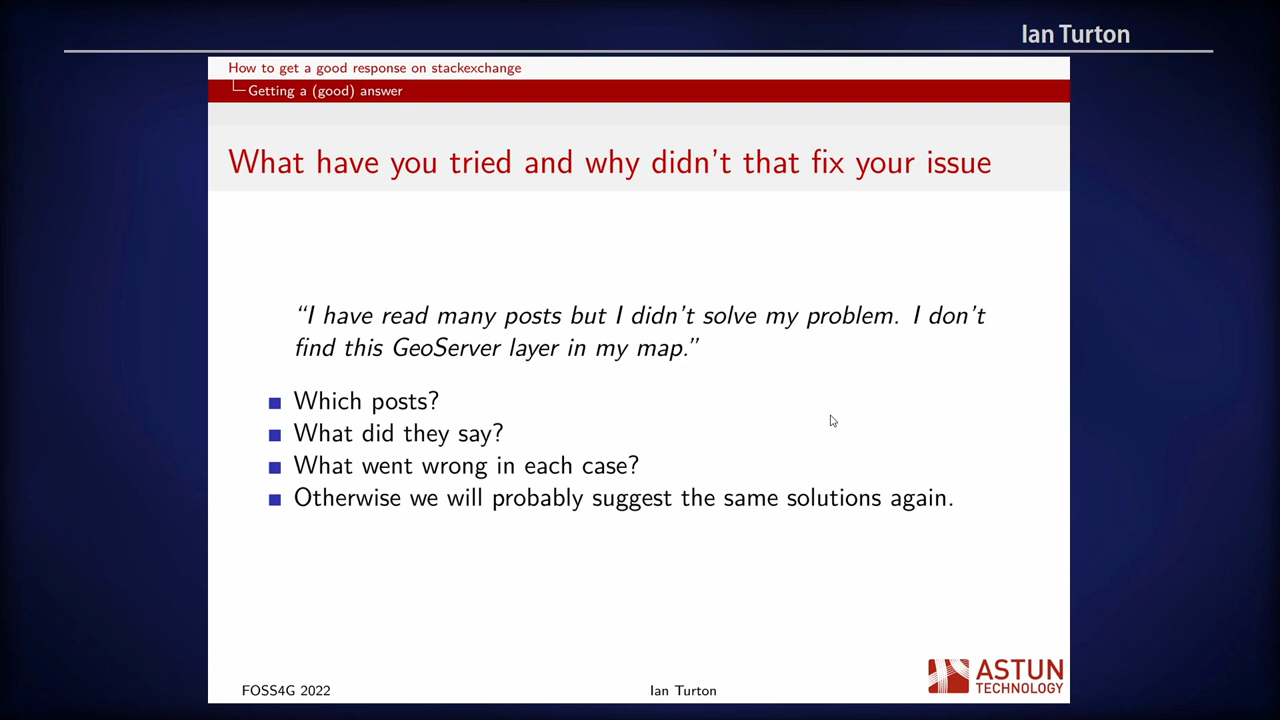 Ian Turton
How to get a good response on stackexchange
Getting a (good) answer
What have you tried and why didn't that fix your issue
“I have read many posts but I didn't solve my problem. I don't
find this GeoServer layer in my map.”
Which posts?
What did they say?
What went wrong in each case?
Otherwise we will probably suggest the same solutions again.
ASTUN
TECHNOLOGY
FOSS4G 2022
Ian Turton